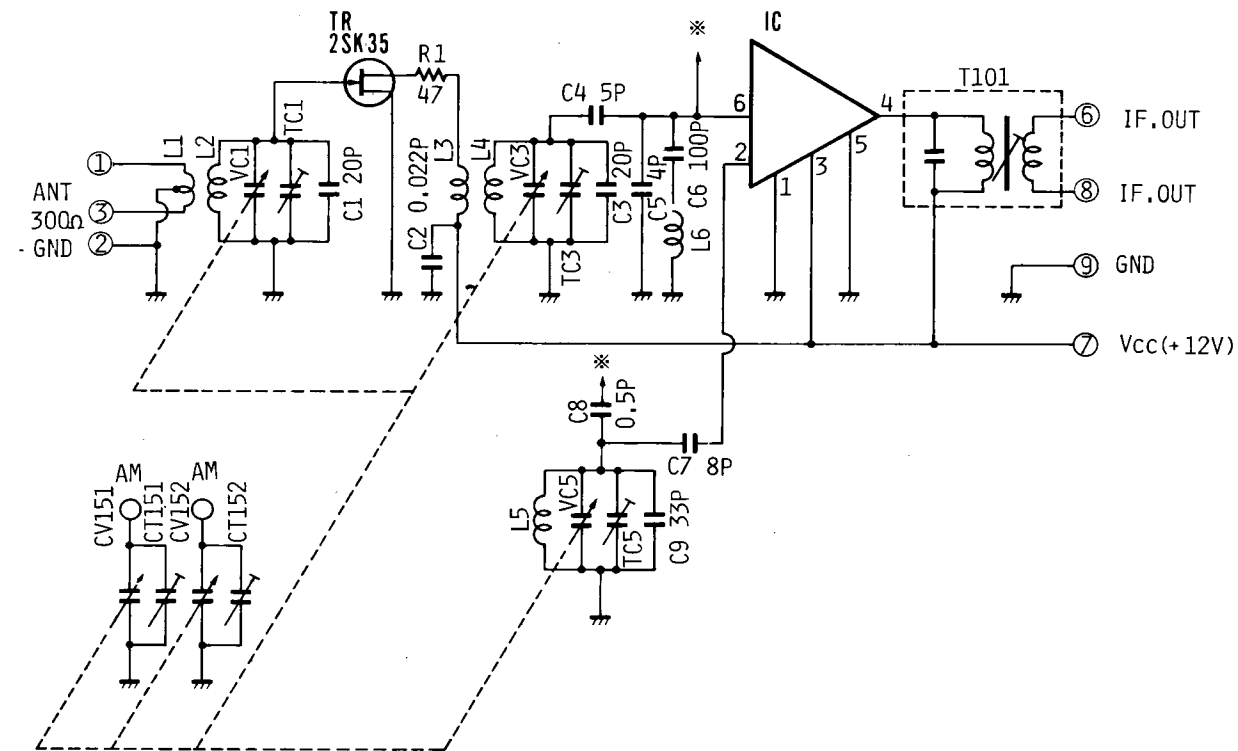 TR
2SK35
R1
47
L1
L2
VC1
TC1
C1 20P
①
ANT
300Ω
③
- GND ②
C2 0.022P
L3
L4
C4 5P
VC3
TC3
C3 20P
C5 4P
C6 100P
L6
※
IC
6
2
1
3
5
4
T101
⑥ IF.OUT
⑧ IF.OUT
⑨ GND
⑦ Vcc(+12V)
※
C8
0.5P
C7 8P
L5
VC5
TC5
C9 33P
AM AM
CV151
CT151
CV152
CT152